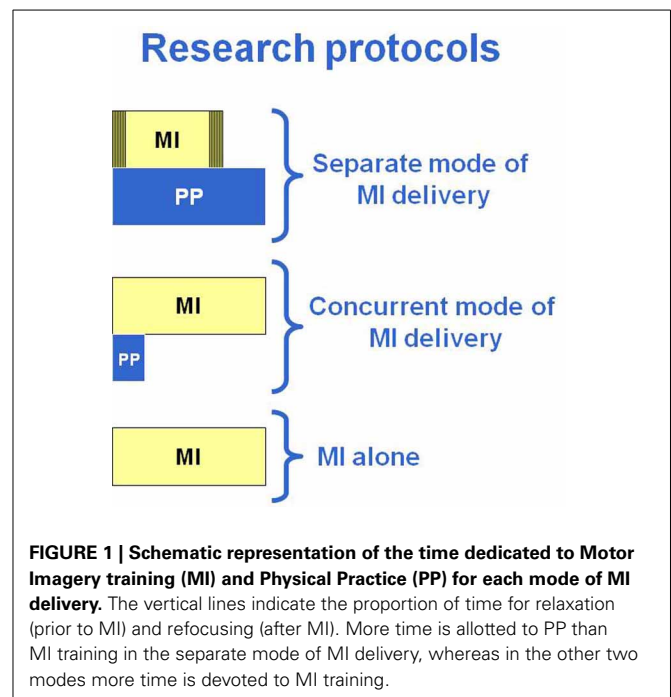 Research protocols
MI
PP
Separate mode of
MI delivery
MI
PP
Concurrent mode of
MI delivery
MI
MI alone
FIGURE 1 | Schematic representation of the time dedicated to Motor
Imagery training (MI) and Physical Practice (PP) for each mode of MI
delivery. The vertical lines indicate the proportion of time for relaxation
(prior to MI) and refocusing (after MI). More time is allotted to PP than
MI training in the separate mode of MI delivery, whereas in the other two
modes more time is devoted to MI training.